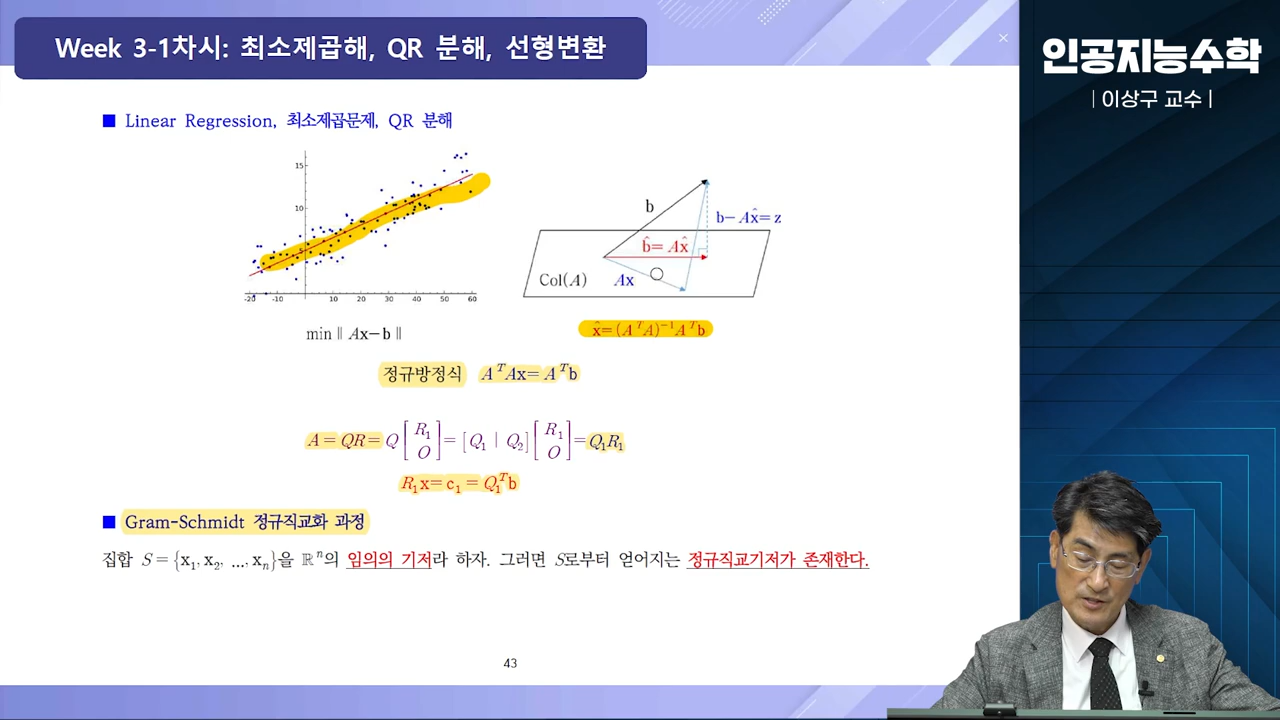 Week 3-1차시: 최소제곱해, QR 분해, 선형변환
인공지능수학
| 이상구 교수 |
■ Linear Regression, 최소제곱문제, QR 분해
15
10
5
-20 -10 10 20 30 40 50 60
min ‖ Ax−b ‖
b
b−Ax̂=z
b̂=Ax̂
Col(A)
Ax
x̂=(AᵀA)⁻¹Aᵀb
정규방정식 AᵀAx=Aᵀb
A=QR=Q[R₁ O]=[Q₁ | Q₂][R₁ O]=Q₁R₁
R₁x=c₁=Q₁ᵀb
■ Gram-Schmidt 정규직교화 과정
집합 S={x₁, x₂, ..., xₙ}을 ℝⁿ의 임의의 기저라 하자. 그러면 S로부터 얻어지는 정규직교기저가 존재한다.
43